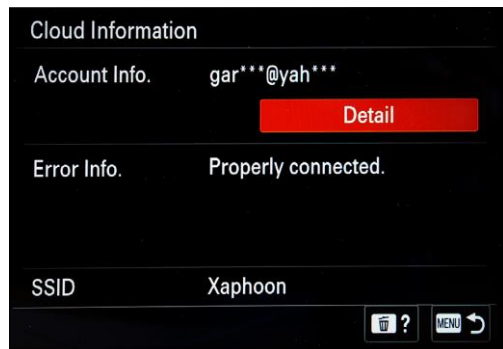 Cloud Information
Account Info. gar***@yah***
Detail
Error Info. Properly connected.
SSID Xaphoon
? MENU